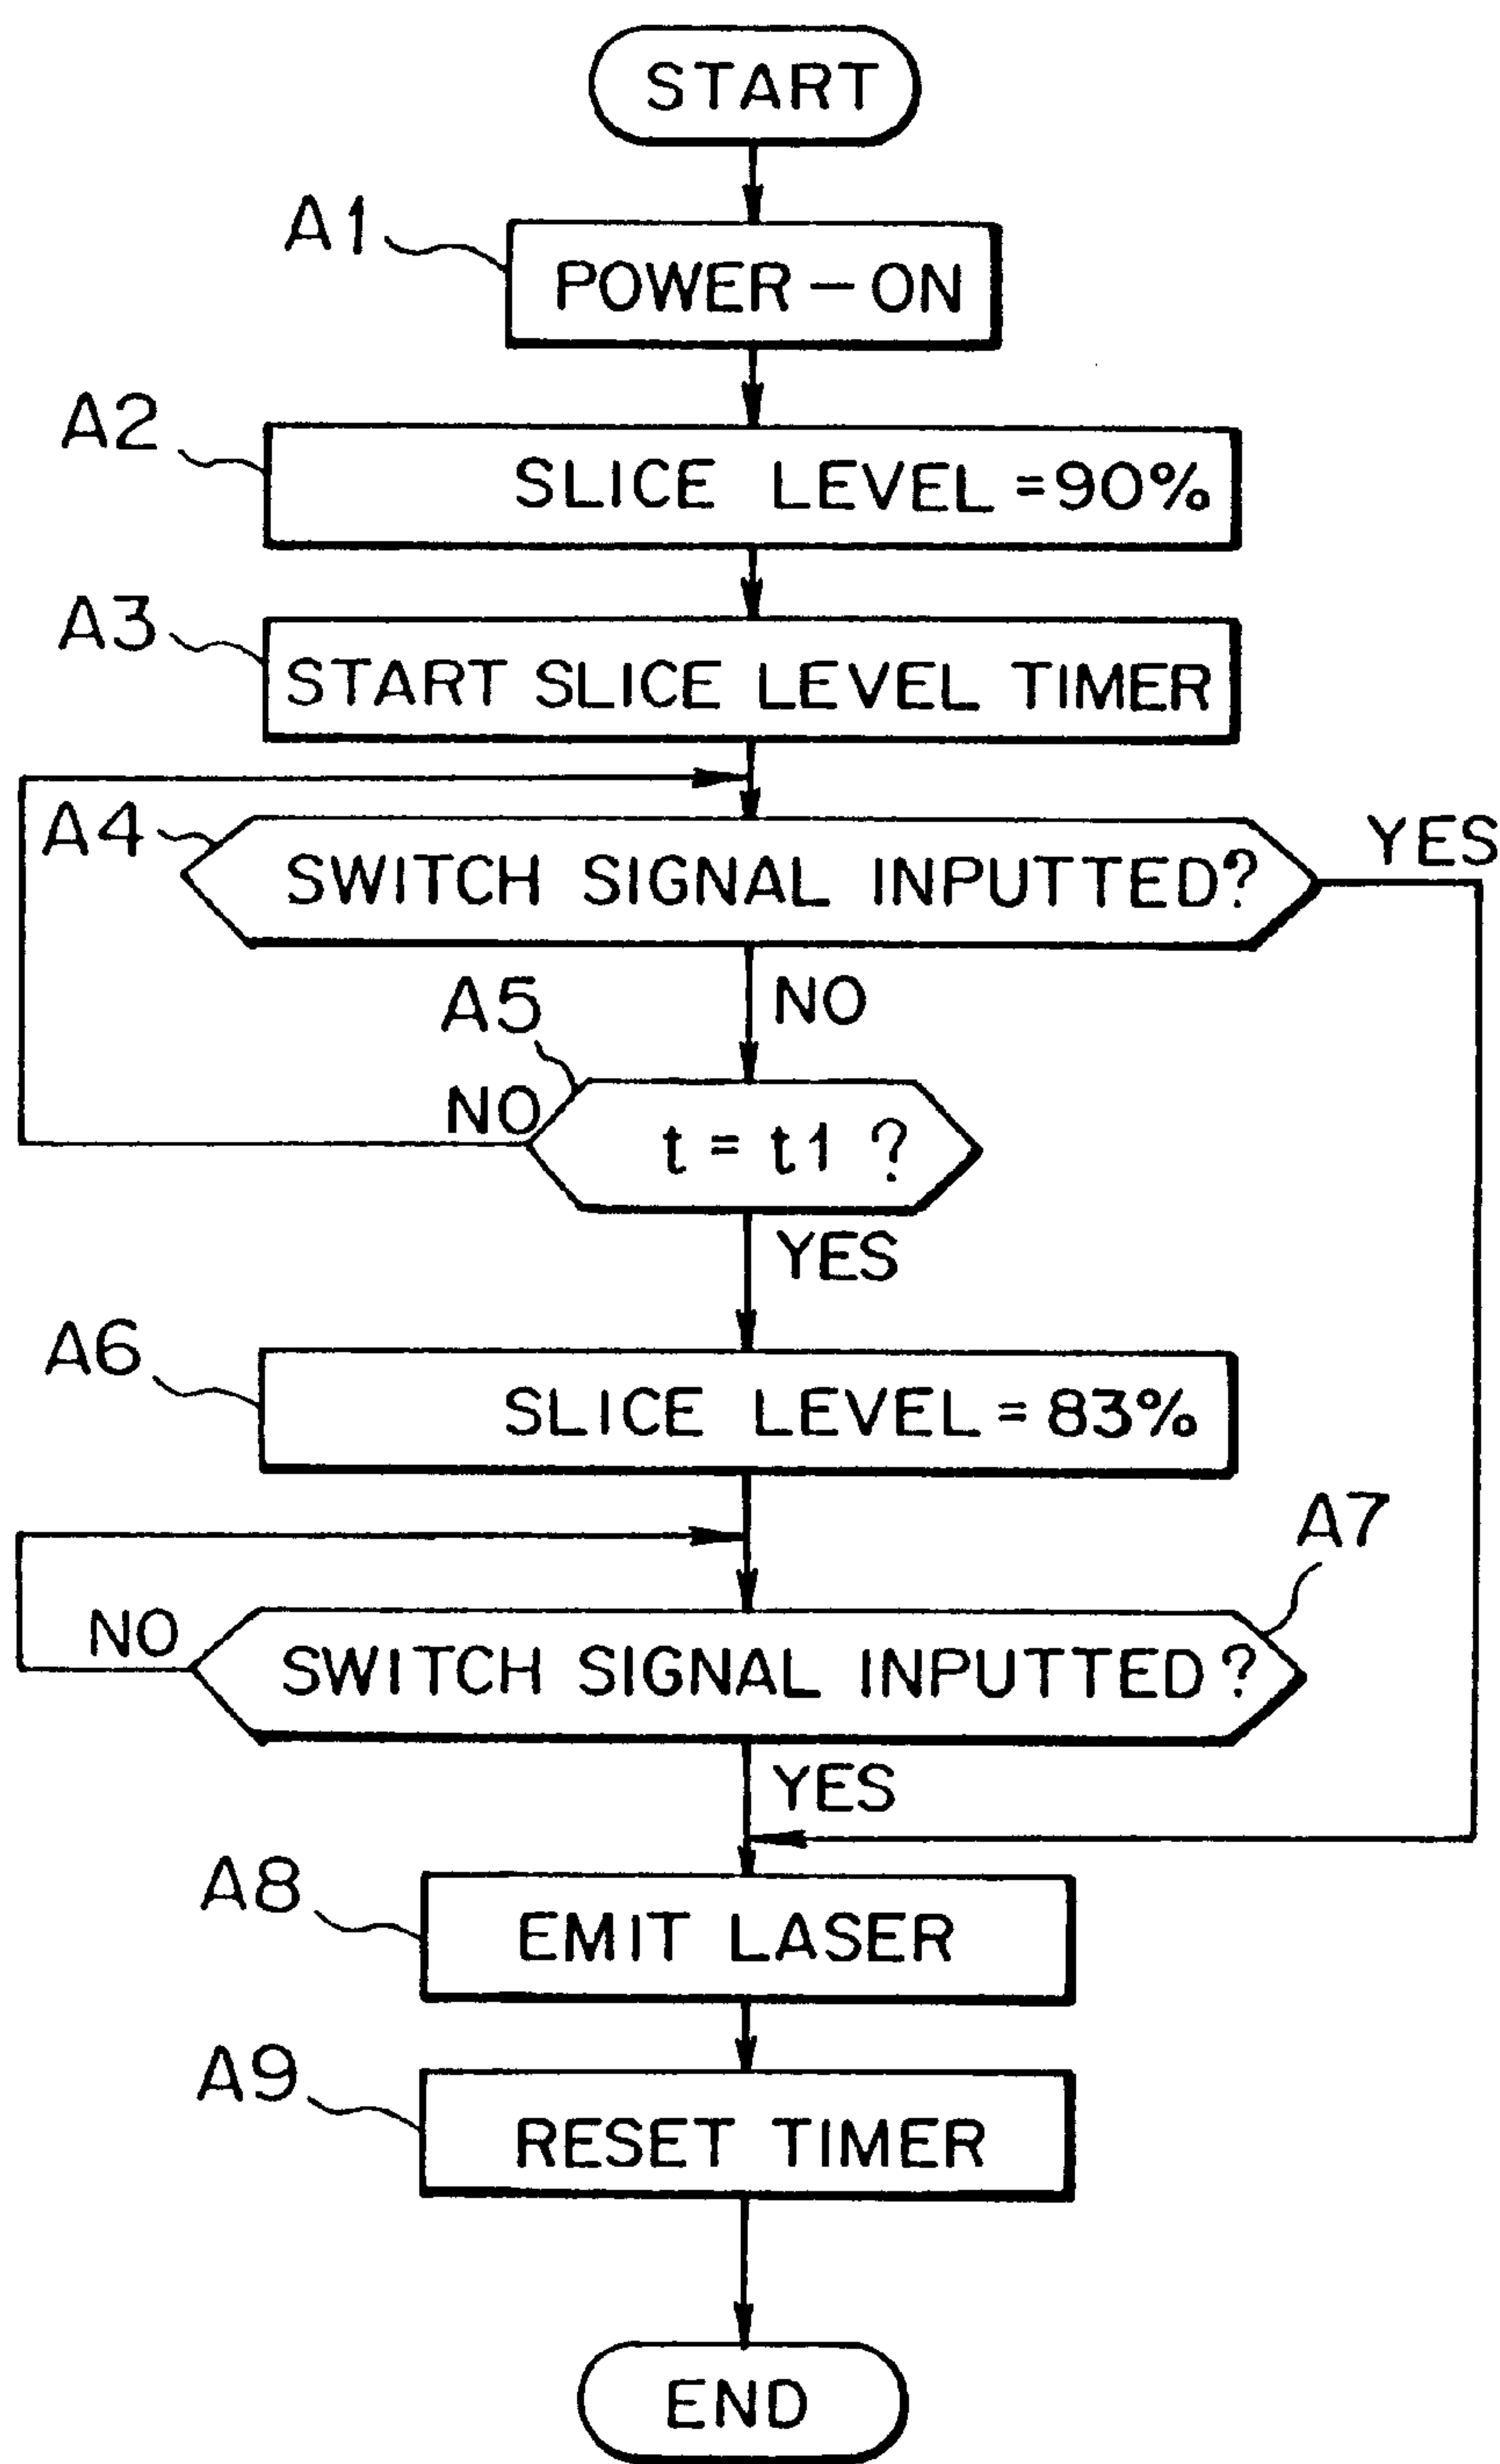 START
A1
POWER-ON
A2
SLICE LEVEL =90%
A3
START SLICE LEVEL TIMER
A4
SWITCH SIGNAL INPUTTED?
YES
NO
A5
NO
t = t1 ?
YES
A6
SLICE LEVEL = 83%
A7
NO
SWITCH SIGNAL INPUTTED?
YES
A8
EMIT LASER
A9
RESET TIMER
END